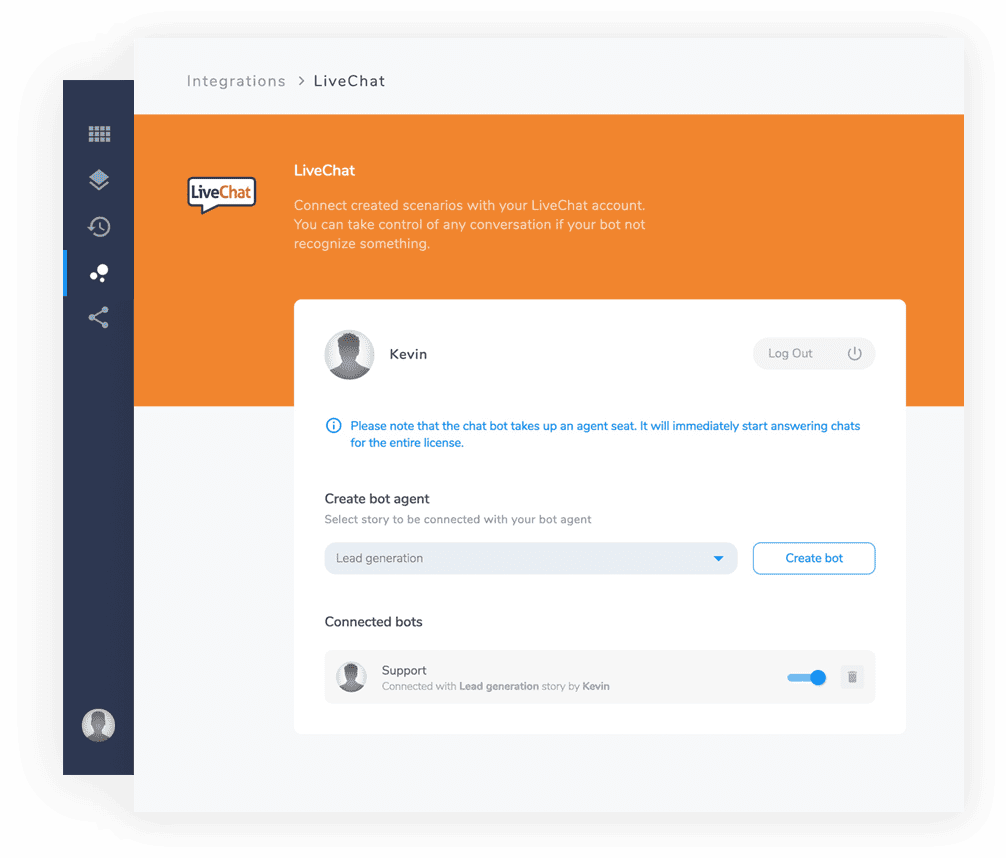 Integrations > LiveChat
LiveChat
LiveChat
Connect created scenarios with your LiveChat account.
You can take control of any conversation if your bot not
recognize something.
Kevin
Log Out
Please note that the chat bot takes up an agent seat. It will immediately start answering chats
for the entire license.
Create bot agent
Select story to be connected with your bot agent
Lead generation
Create bot
Connected bots
Support
Connected with Lead generation story by Kevin